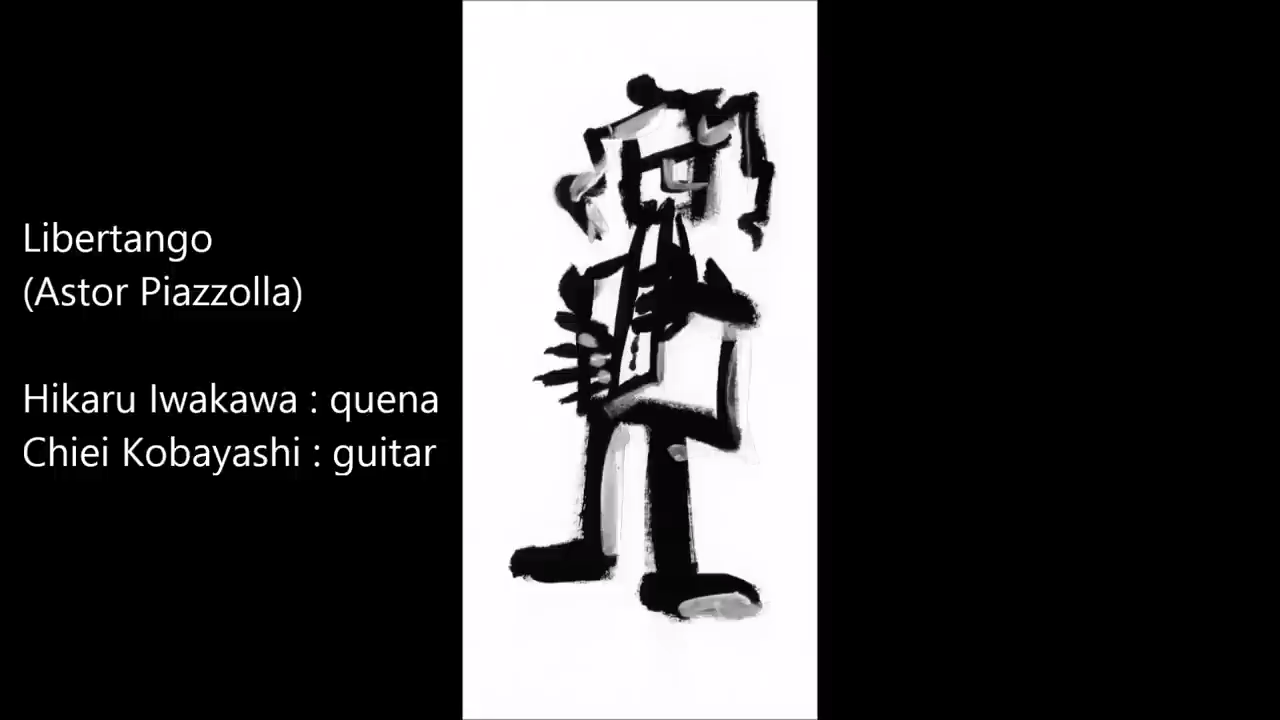 Libertango
(Astor Piazzolla)
Hikaru Iwakawa : quena
Chiei Kobayashi : guitar